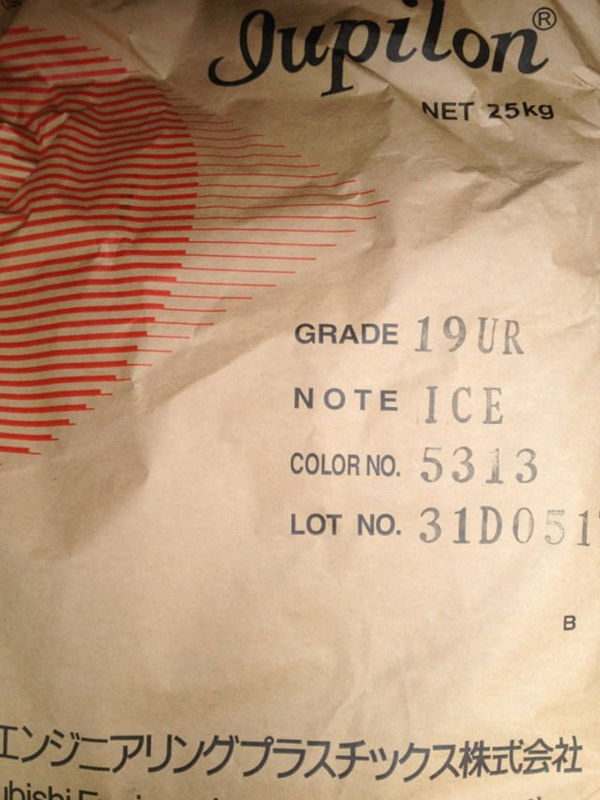 Iupilon®
NET 25kg
GRADE 19UR
NOTE ICE
COLOR NO. 5313
LOT NO. 31D051
B
エンジニアリングプラスチックス株式会社